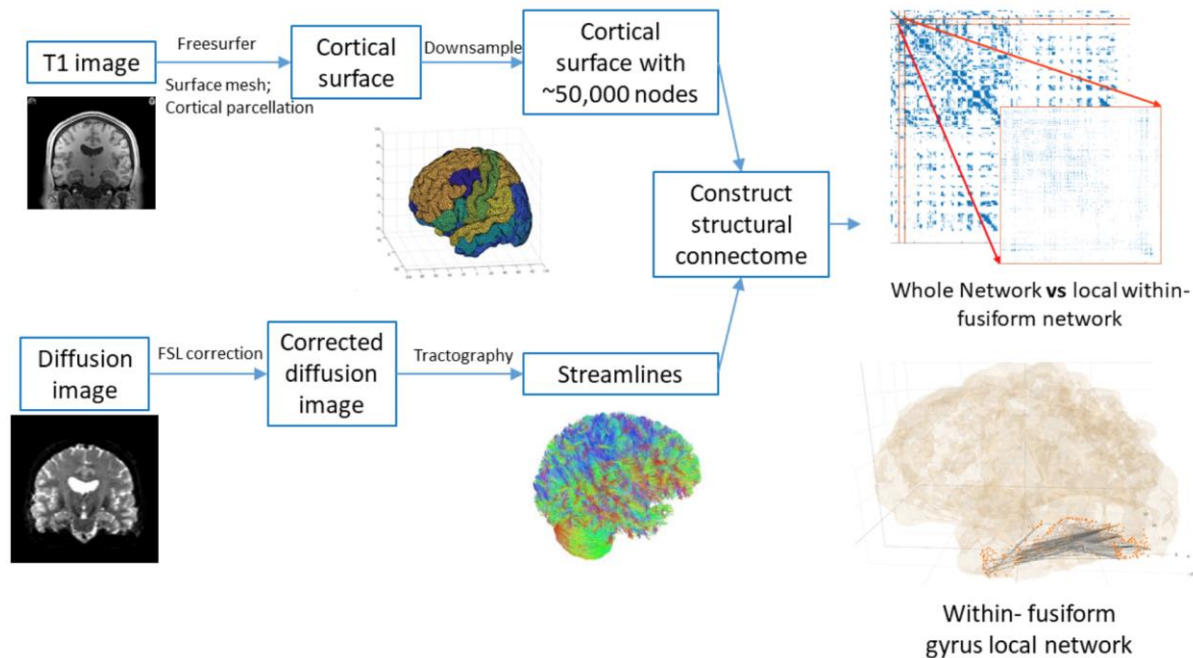 T1 image
Freesurfer
Surface mesh;
Cortical parcellation
Cortical
surface
Downsample
Cortical
surface with
~50,000 nodes
Construct
structural
connectome
Whole Network vs local within-
fusiform network
Diffusion
image
FSL correction
Corrected
diffusion
image
Tractography
Streamlines
Within- fusiform
gyrus local network